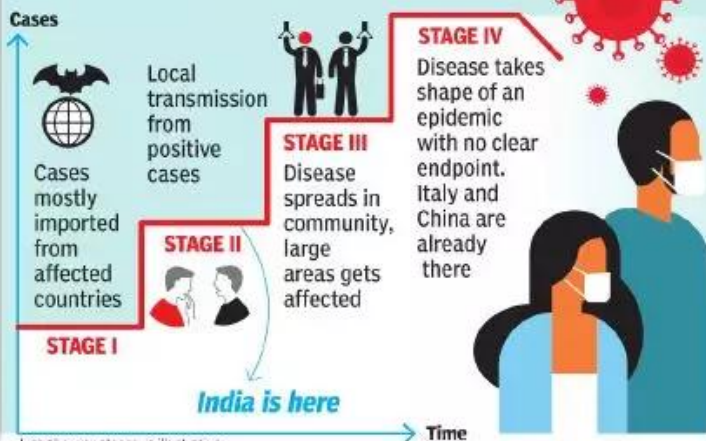 Cases
Cases
mostly
imported
from
affected
countries
STAGE I
Local
transmission
from
positive
cases
STAGE II
STAGE III
Disease
spreads in
community,
large
areas gets
affected
STAGE IV
Disease takes
shape of an
epidemic
with no clear
endpoint.
Italy and
China are
already
there
India is here
Time